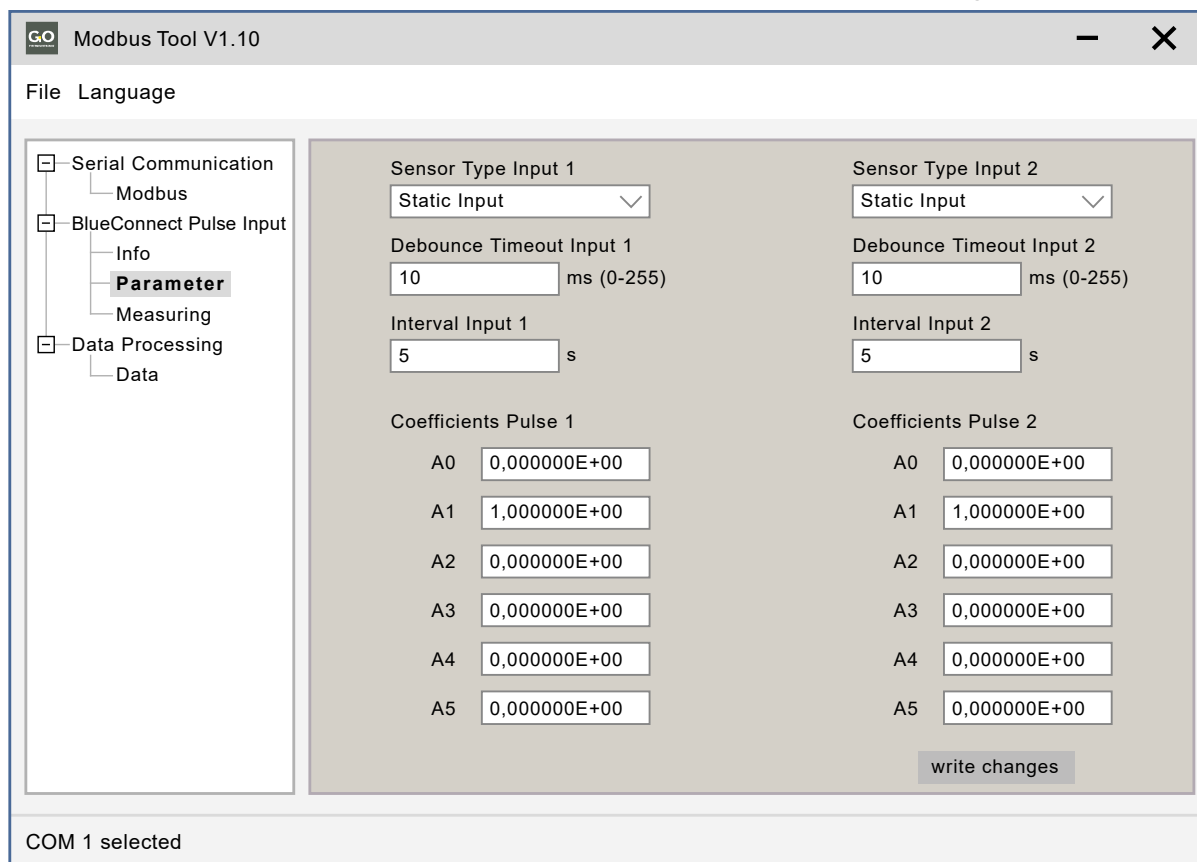 GO
Modbus Tool V1.10
File Language
Serial Communication
Modbus
BlueConnect Pulse Input
Info
Parameter
Measuring
Data Processing
Data
Sensor Type Input 1
Static Input
Debounce Timeout Input 1
10 ms (0-255)
Interval Input 1
5 s
Coefficients Pulse 1
A0 0,000000E+00
A1 1,000000E+00
A2 0,000000E+00
A3 0,000000E+00
A4 0,000000E+00
A5 0,000000E+00
Sensor Type Input 2
Static Input
Debounce Timeout Input 2
10 ms (0-255)
Interval Input 2
5 s
Coefficients Pulse 2
A0 0,000000E+00
A1 1,000000E+00
A2 0,000000E+00
A3 0,000000E+00
A4 0,000000E+00
A5 0,000000E+00
write changes
COM 1 selected